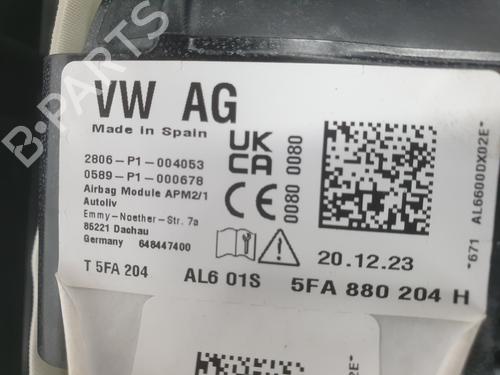 VW AG
Made in Spain
2806-P1-004053
0589-P1-000678
Airbag Module APM2/1
Autoliv
Emmy-Noether-Str. 7a
85221 Dachau
Germany 648447400
UK
CA
CE
0080 0080
*671 AL6600DX02E*
20.12.23
T 5FA 204 AL6 01S 5FA 880 204 H
B-PARTS